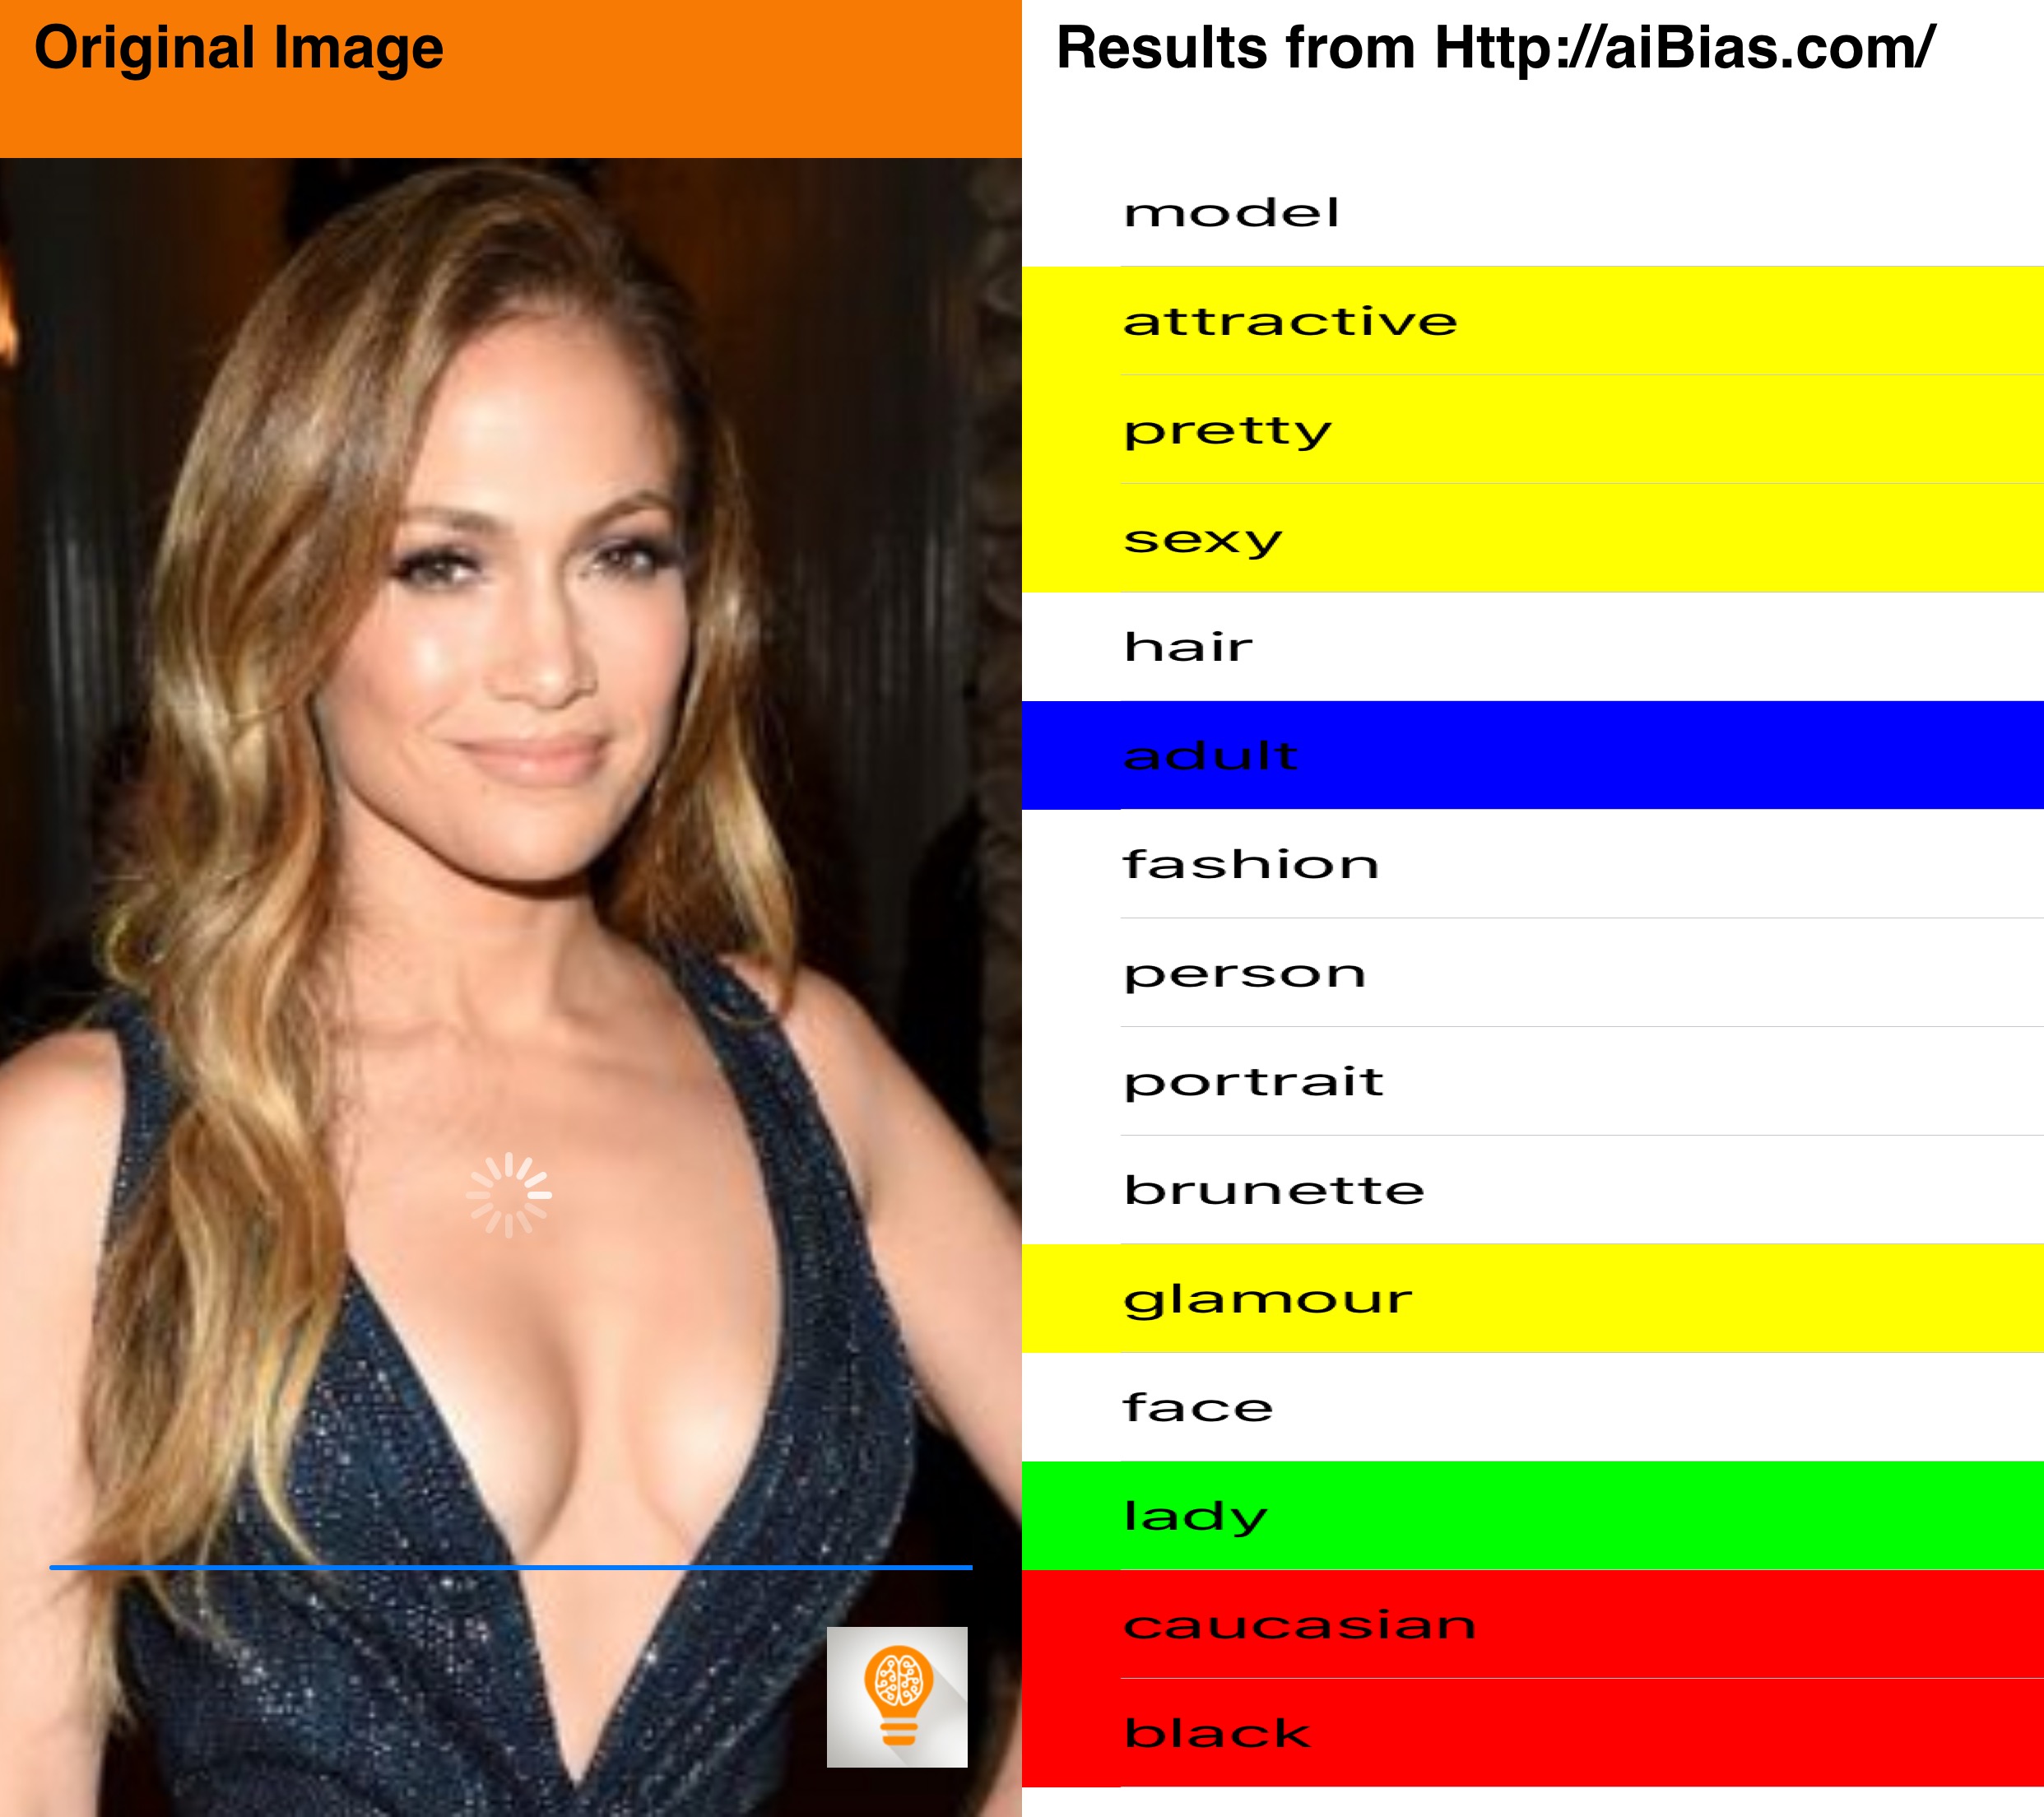 Original Image
Results from Http://aiBias.com/
model
attractive
pretty
sexy
hair
adult
fashion
person
portrait
brunette
glamour
face
lady
caucasian
black